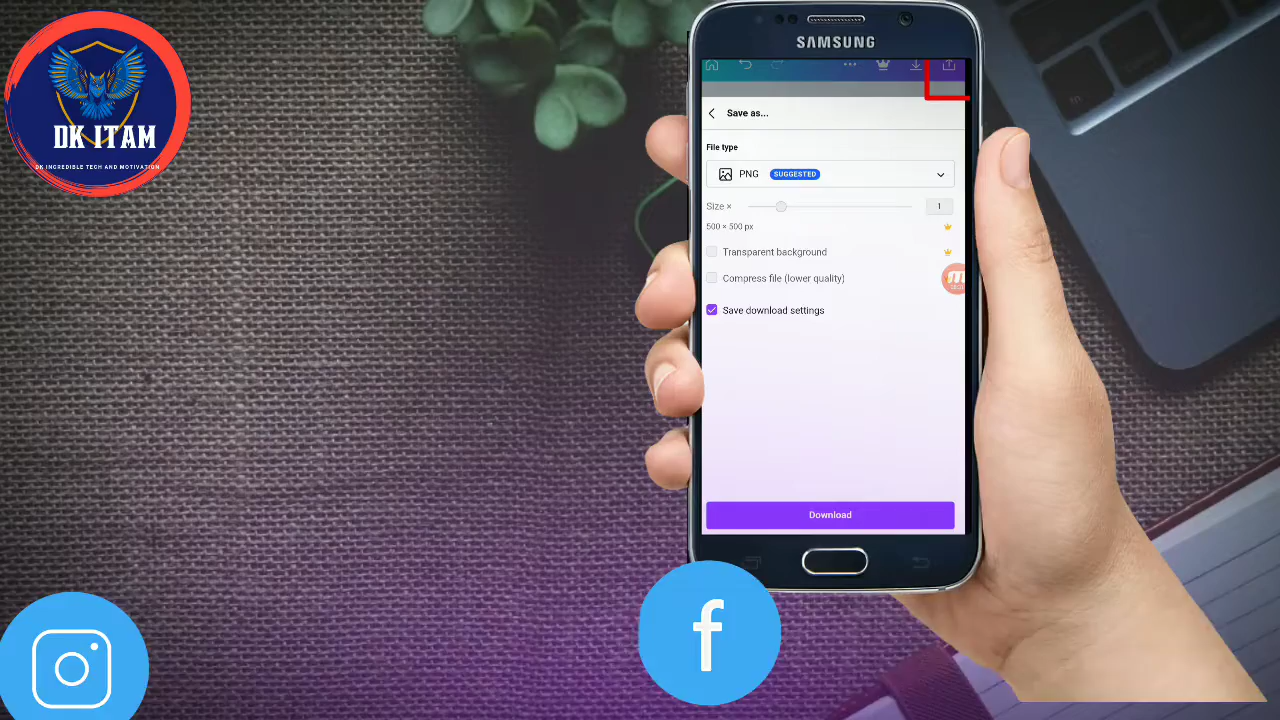 DK ITAM
DK INCREDIBLE TECH AND MOTIVATION
SAMSUNG
Save as...
File type
PNG SUGGESTED
Size × 1
500 × 500 px
Transparent background
Compress file (lower quality)
Save download settings
Download